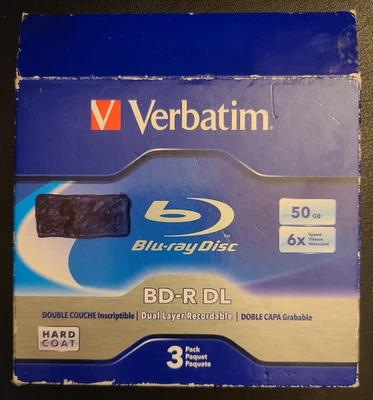 Verbatim
Blu-ray Disc™
50 GB
6x Speed
Vitesse
Velocidad
BD-R DL
DOUBLE COUCHE Inscriptible | Dual Layer Recordable | DOBLE CAPA Grabable
HARD
COAT
3 Pack
Paquet
Paquete